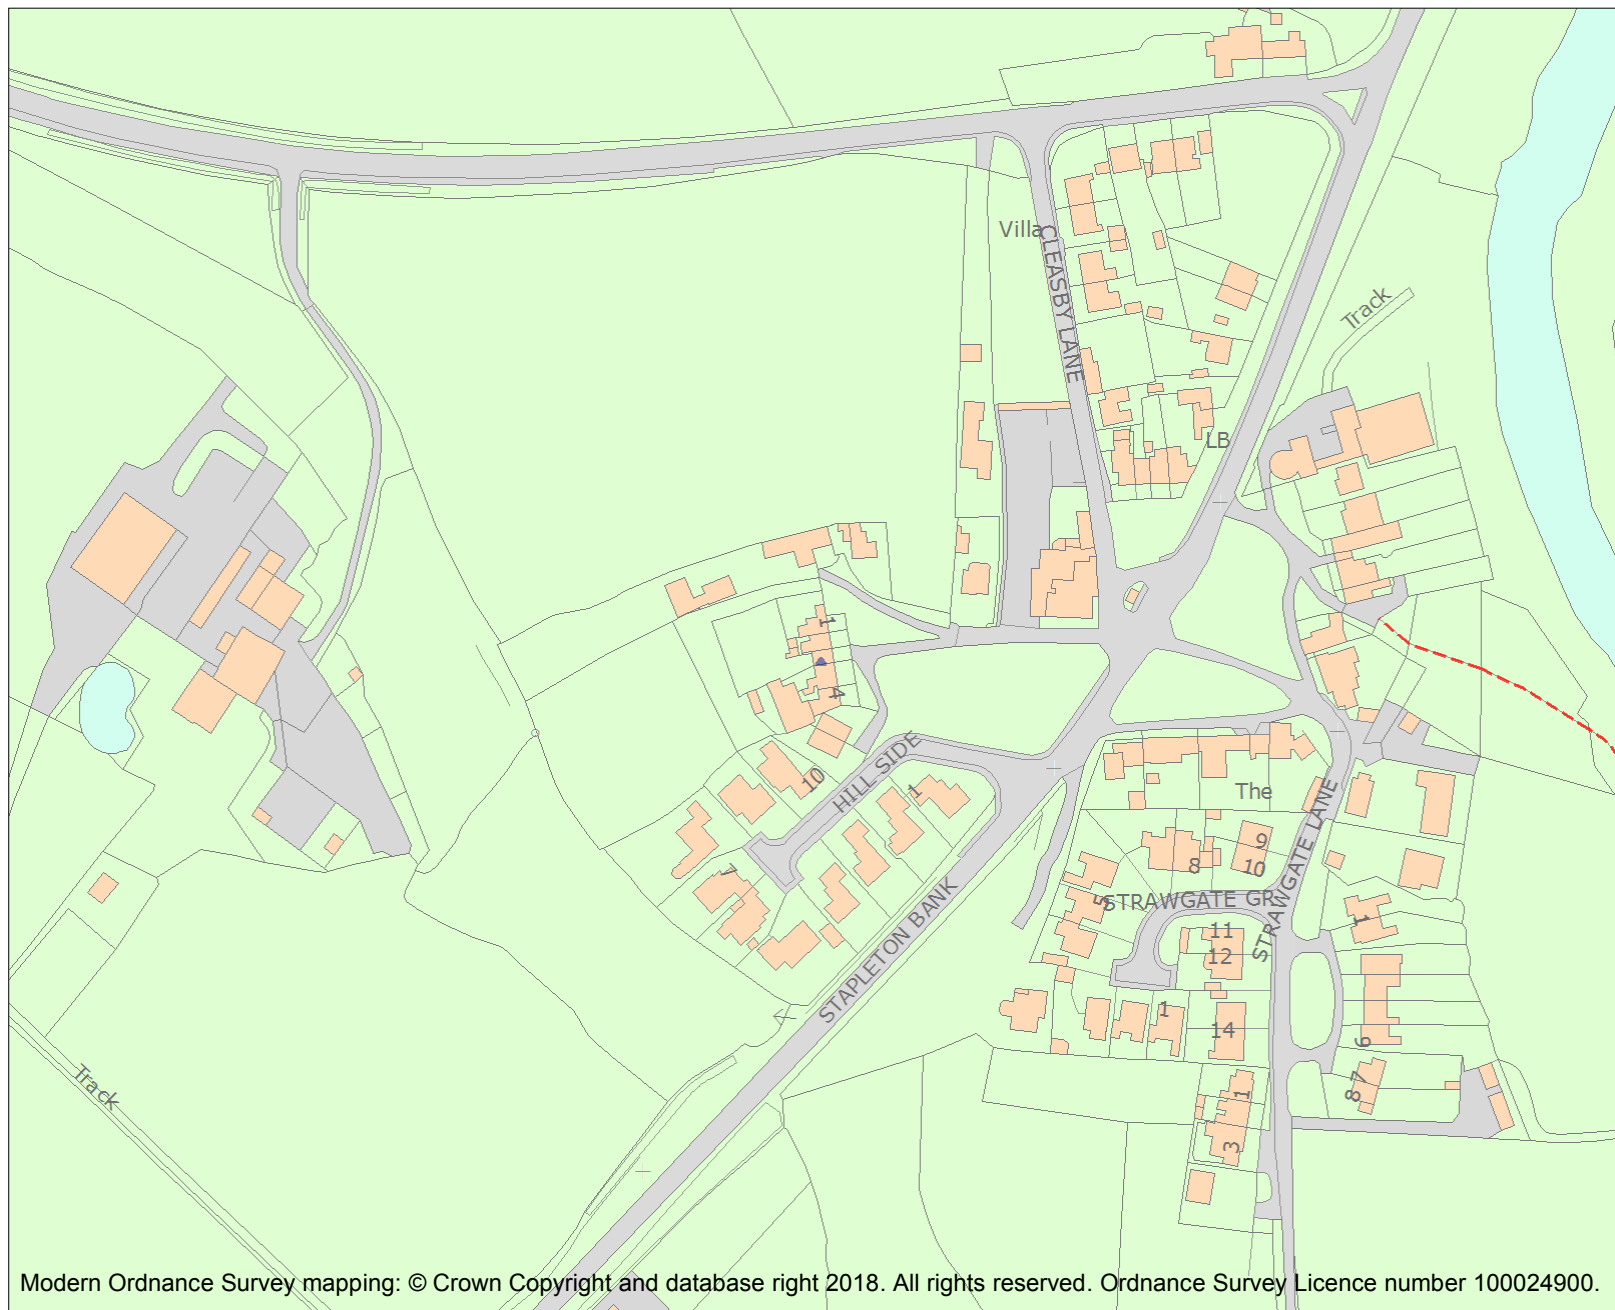 Villa
CLEASBY LANE
Track
LB
1
4
HILL SIDE
10
1
7
The
STRAWGATE LANE
9
8
10
5
STRAWGATE GR
STAPLETON BANK
11
12
1
1
14
6
7
8
1
3
Track
Modern Ordnance Survey mapping: © Crown Copyright and database right 2018. All rights reserved. Ordnance Survey Licence number 100024900.